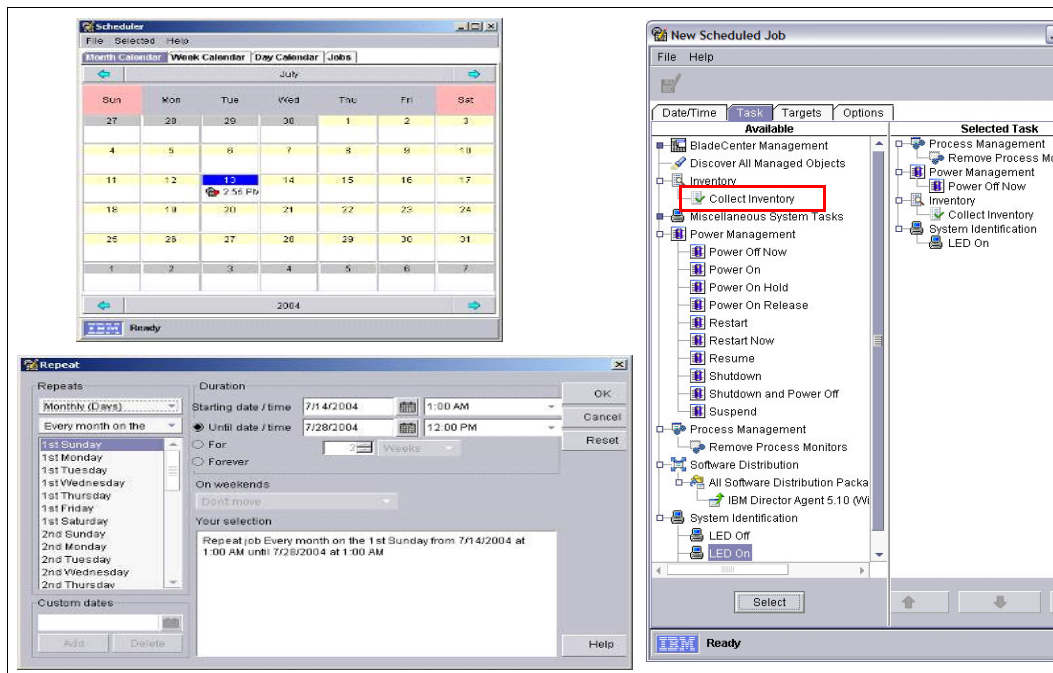 Scheduler
File Selected Help
Month Calendar Week Calendar Day Calendar Jobs
July
Sun Mon Tue Wed Thu Fri Sat
27 28 29 30 1 2 3
4 5 6 7 8 9 10
11 12 13 14 15 16 17
2:56 PM
18 19 20 21 22 23 24
25 26 27 28 29 30 31
1 2 3 4 5 6 7
2004
IBM Ready
Repeat
Repeats
Monthly (Days)
Every month on the
1st Sunday
1st Monday
1st Tuesday
1st Wednesday
1st Thursday
1st Friday
1st Saturday
2nd Sunday
2nd Monday
2nd Tuesday
2nd Wednesday
2nd Thursday
Custom dates
Add Delete
Duration
Starting date / time 7/14/2004 1:00 AM
Until date / time 7/28/2004 12:00 PM
For Weeks
Forever
On weekends
Don't move
Your selection
Repeat job Every month on the 1st Sunday from 7/14/2004 at
1:00 AM until 7/28/2004 at 1:00 AM
OK
Cancel
Reset
Help
New Scheduled Job
File Help
Date/Time Task Targets Options
Available
BladeCenter Management
Discover All Managed Objects
Inventory
Collect Inventory
Miscellaneous System Tasks
Power Management
Power Off Now
Power On
Power On Hold
Power On Release
Restart
Restart Now
Resume
Shutdown
Shutdown and Power Off
Suspend
Process Management
Remove Process Monitors
Software Distribution
All Software Distribution Packa
IBM Director Agent 5.10 (Wi
System Identification
LED Off
LED On
Select
Selected Task
Process Management
Remove Process Mo
Power Management
Power Off Now
Inventory
Collect Inventory
System Identification
LED On
IBM Ready